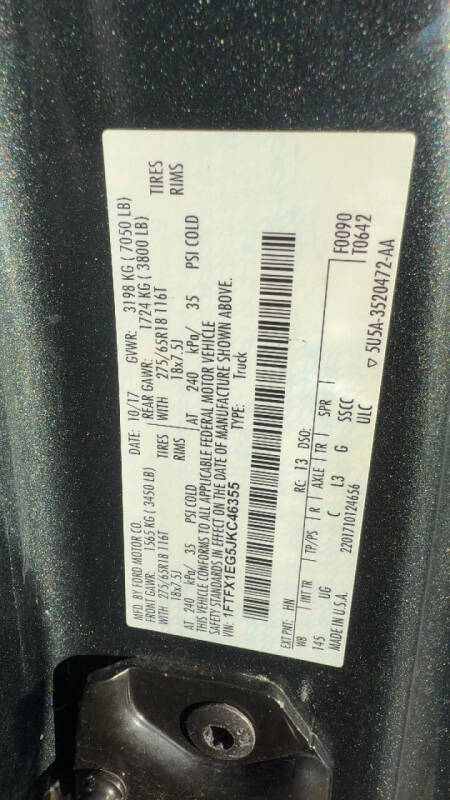 MFD. BY FORD MOTOR CO.
DATE: 10/17 GVWR: 3198 KG ( 7050 LB)
FRONT GAWR: 1565 KG ( 3450 LB) REAR GAWR: 1724 KG ( 3800 LB)
WITH 275/65R18 116T TIRES WITH 275/65R18 116T TIRES
18x7.5J RIMS 18x7.5J RIMS
AT 240 kPa/ 35 PSI COLD AT 240 kPa/ 35 PSI COLD
THIS VEHICLE CONFORMS TO ALL APPLICABLE FEDERAL MOTOR VEHICLE
SAFETY STANDARDS IN EFFECT ON THE DATE OF MANUFACTURE SHOWN ABOVE.
VIN: 1FTFX1EG5JKC46355 TYPE: Truck
EXT PNT: HN RC: 13 DSO: F0090
WB INT TR TP/PS R AXLE TR SPR T0642
145 UG C L3 G SSCC
MADE IN U.S.A. 2201710124656 ULC ▽ 5U5A-3520472-AA